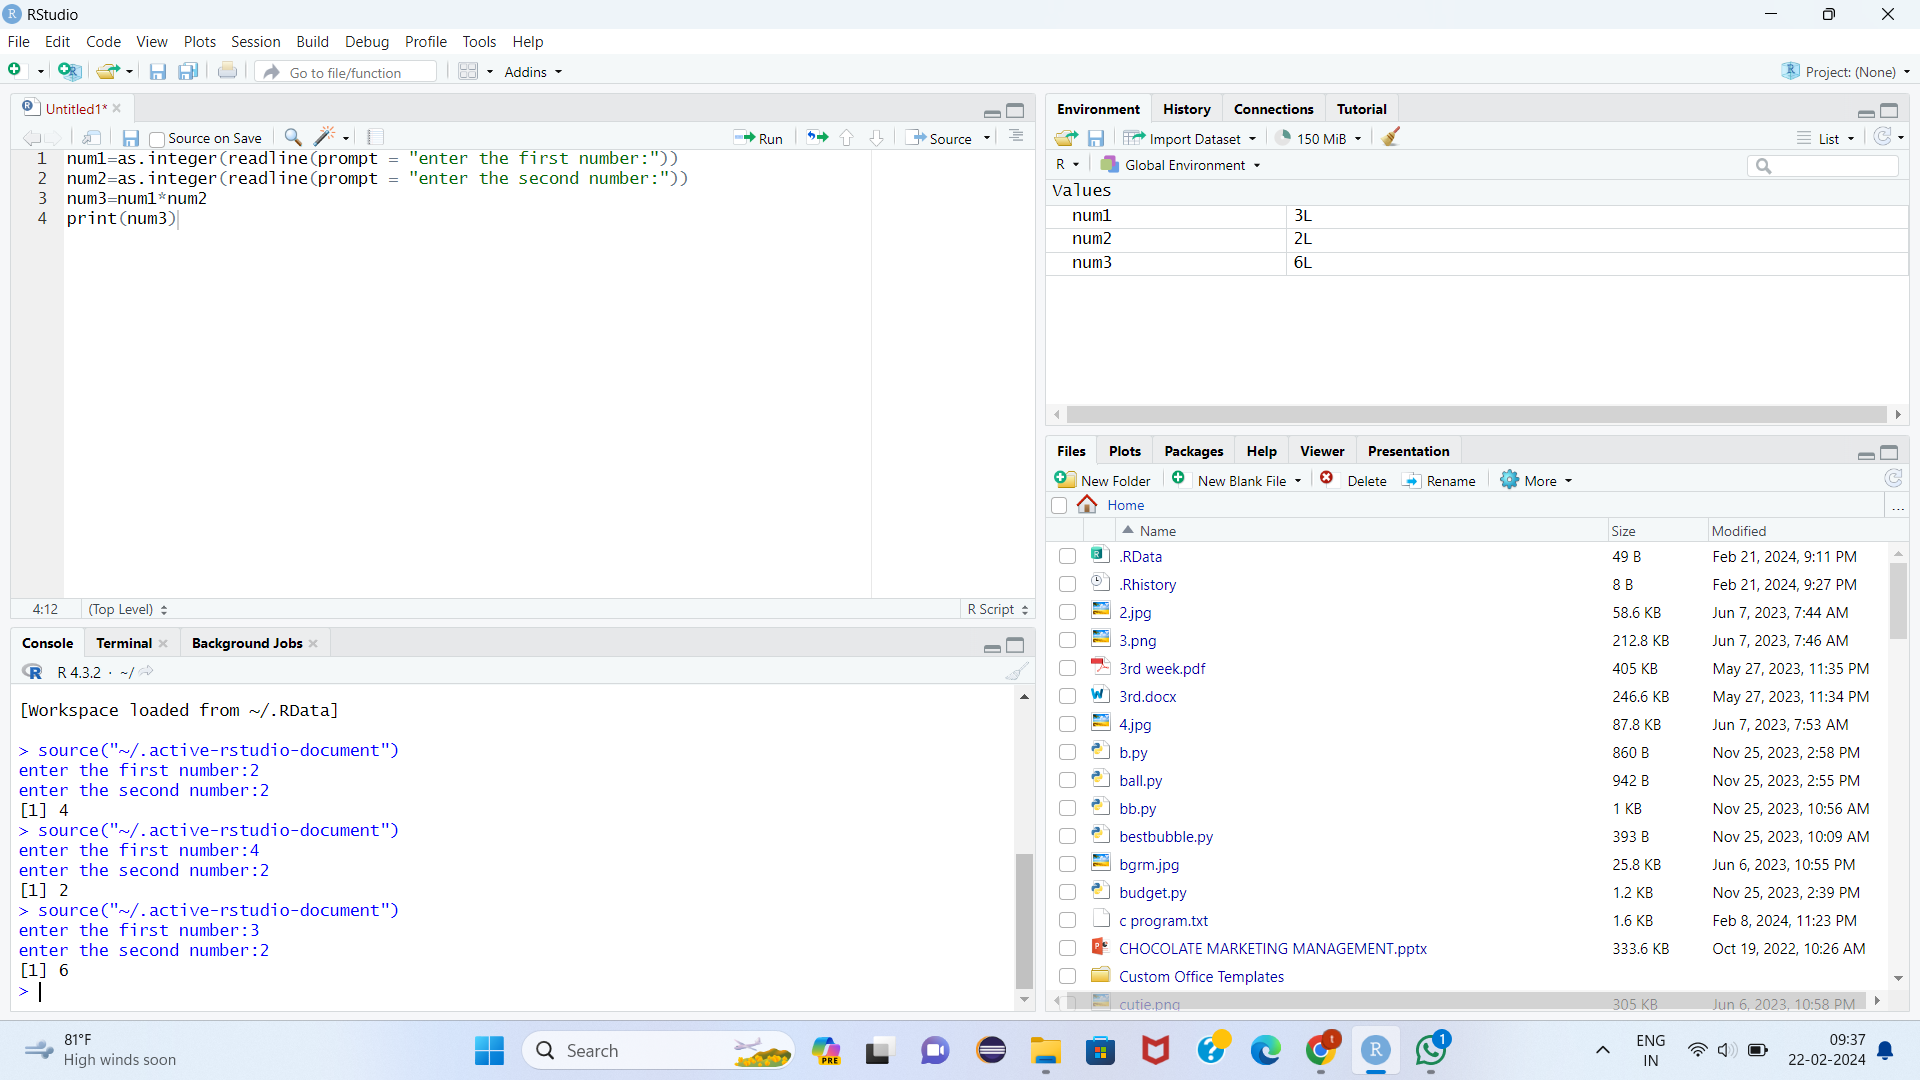 RStudio
File Edit Code View Plots Session Build Debug Profile Tools Help
Go to file/function Addins Project: (None)
Untitled1*
Source on Save Run Source
1 num1=as.integer(readline(prompt = "enter the first number:"))
2 num2=as.integer(readline(prompt = "enter the second number:"))
3 num3=num1*num2
4 print(num3)
4:12 (Top Level) R Script
Console Terminal Background Jobs
R 4.3.2 · ~/
[Workspace loaded from ~/.RData]
> source("~/.active-rstudio-document")
enter the first number:2
enter the second number:2
[1] 4
> source("~/.active-rstudio-document")
enter the first number:4
enter the second number:2
[1] 2
> source("~/.active-rstudio-document")
enter the first number:3
enter the second number:2
[1] 6
>
Environment History Connections Tutorial
Import Dataset 150 MiB List
R Global Environment
Values
num1 3L
num2 2L
num3 6L
Files Plots Packages Help Viewer Presentation
New Folder New Blank File Delete Rename More
Home ...
Name Size Modified
.RData 49 B Feb 21, 2024, 9:11 PM
.Rhistory 8 B Feb 21, 2024, 9:27 PM
2.jpg 58.6 KB Jun 7, 2023, 7:44 AM
3.png 212.8 KB Jun 7, 2023, 7:46 AM
3rd week.pdf 405 KB May 27, 2023, 11:35 PM
3rd.docx 246.6 KB May 27, 2023, 11:34 PM
4.jpg 87.8 KB Jun 7, 2023, 7:53 AM
b.py 860 B Nov 25, 2023, 2:58 PM
ball.py 942 B Nov 25, 2023, 2:55 PM
bb.py 1 KB Nov 25, 2023, 10:56 AM
bestbubble.py 393 B Nov 25, 2023, 10:09 AM
bgrm.jpg 25.8 KB Jun 6, 2023, 10:55 PM
budget.py 1.2 KB Nov 25, 2023, 2:39 PM
c program.txt 1.6 KB Feb 8, 2024, 11:23 PM
CHOCOLATE MARKETING MANAGEMENT.pptx 333.6 KB Oct 19, 2022, 10:26 AM
Custom Office Templates
cutie.png 305 KB Jun 6, 2023, 10:58 PM
81°F
High winds soon
Search
PRE
1
ENG
IN
09:37
22-02-2024